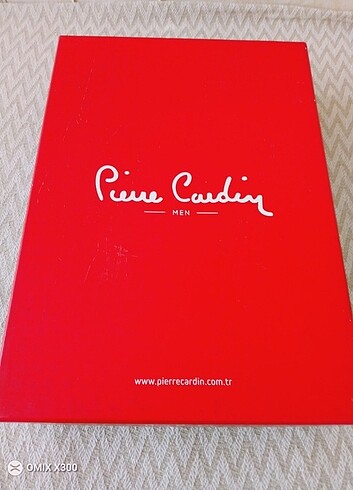 Pierre Cardin
MEN
www.pierrecardin.com.tr
OMIX X300